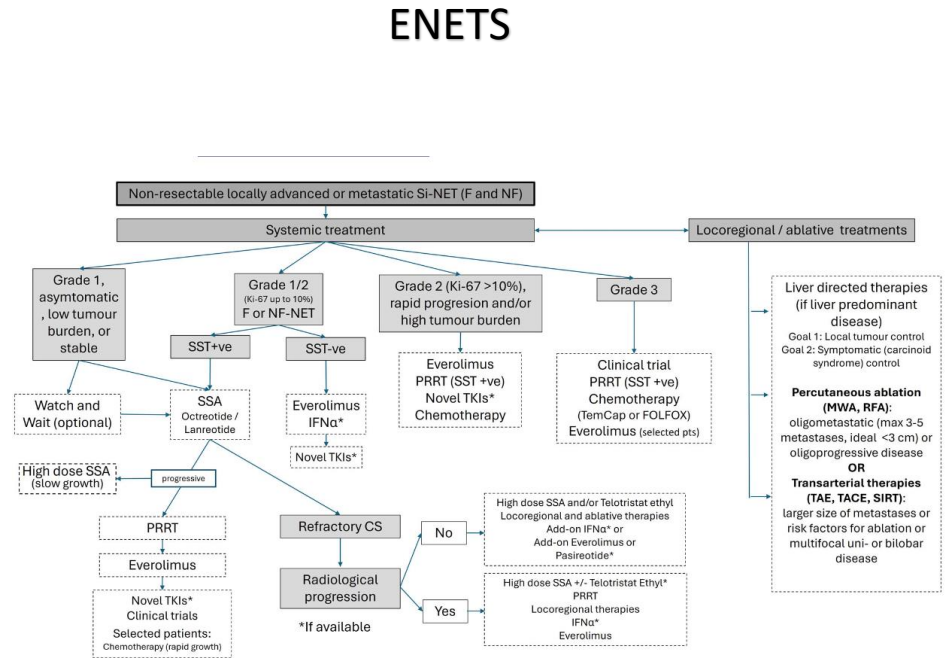 ENETS
Non-resectable locally advanced or metastatic Si-NET (F and NF)
Systemic treatment
Locoregional / ablative treatments
Grade 1,
asymtomatic
, low tumour
burden, or
stable
Grade 1/2
(Ki-67 up to 10%)
F or NF-NET
Grade 2 (Ki-67 >10%),
rapid progresion and/or
high tumour burden
Grade 3
SST+ve
SST-ve
Watch and
Wait (optional)
SSA
Octreotide /
Lanreotide
Everolimus
IFNα*
Novel TKIs*
Everolimus
PRRT (SST +ve)
Novel TKIs*
Chemotherapy
Clinical trial
PRRT (SST +ve)
Chemotherapy
(TemCap or FOLFOX)
Everolimus (selected pts)
Liver directed therapies
(if liver predominant
disease)
Goal 1: Local tumour control
Goal 2: Symptomatic (carcinoid
syndrome) control
Percutaneous ablation
(MWA, RFA):
oligometastatic (max 3-5
metastases, ideal <3 cm) or
oligoprogressive disease
OR
Transarterial therapies
(TAE, TACE, SIRT):
larger size of metastases or
risk factors for ablation or
multifocal uni- or bilobar
disease
High dose SSA
(slow growth)
progressive
PRRT
Everolimus
Novel TKIs*
Clinical trials
Selected patients:
Chemotherapy (rapid growth)
Refractory CS
Radiological
progression
*If available
No
Yes
High dose SSA and/or Telotristat ethyl
Locoregional and ablative therapies
Add-on IFNα* or
Add-on Everolimus or
Pasireotide*
High dose SSA +/- Telotristat Ethyl*
PRRT
Locoregional therapies
IFNα*
Everolimus